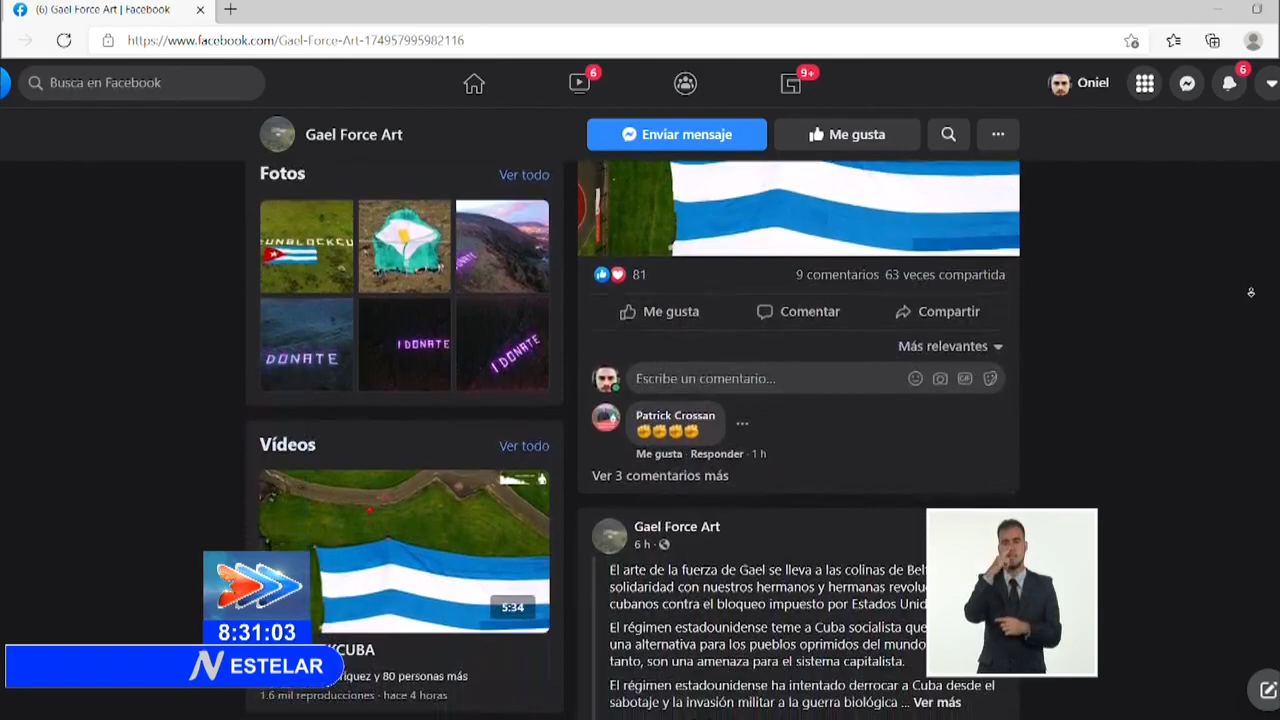 (6) Gael Force Art | Facebook
https://www.facebook.com/Gael-Force-Art-174957995982116
Busca en Facebook
6
9+
Oniel
6
Gael Force Art
Enviar mensaje
Me gusta
Fotos
Ver todo
UNBLOCKCU
DONATE
I DONATE
I DONATE
81
9 comentarios 63 veces compartida
Me gusta
Comentar
Compartir
Más relevantes
Escribe un comentario...
GIF
Patrick Crossan
Me gusta · Responder · 1 h
Ver 3 comentarios más
Vídeos
Ver todo
5:34
KCUBA
ríquez y 80 personas más
1.6 mil reproducciones · hace 4 horas
Gael Force Art
6 h ·
El arte de la fuerza de Gael se lleva a las colinas de Belf
solidaridad con nuestros hermanos y hermanas revolu
cubanos contra el bloqueo impuesto por Estados Unid
El régimen estadounidense teme a Cuba socialista que
una alternativa para los pueblos oprimidos del mundo
tanto, son una amenaza para el sistema capitalista.
El régimen estadounidense ha intentado derrocar a Cuba desde el
sabotaje y la invasión militar a la guerra biológica ... Ver más
8:31:03
N ESTELAR